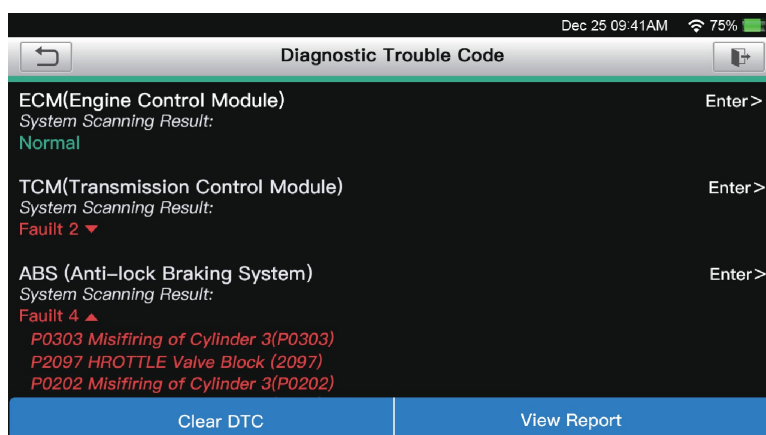 Dec 25 09:41AM 75%
Diagnostic Trouble Code
ECM(Engine Control Module)
Enter>
System Scanning Result:
Normal
TCM(Transmission Control Module)
Enter>
System Scanning Result:
Fauilt 2
ABS (Anti-lock Braking System)
Enter>
System Scanning Result:
Fauilt 4
P0303 Misifiring of Cylinder 3(P0303)
P2097 HROTTLE Valve Block (2097)
P0202 Misifiring of Cylinder 3(P0202)
Clear DTC
View Report